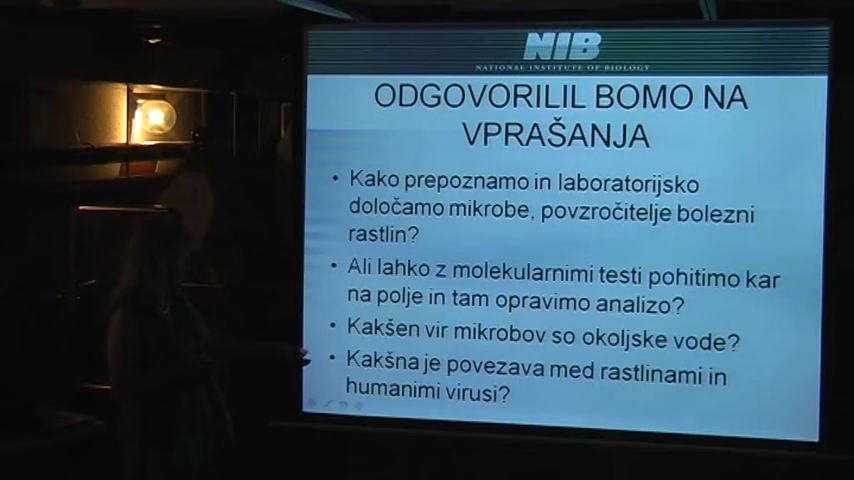 NIB
NATIONAL INSTITUTE OF BIOLOGY
ODGOVORILIL BOMO NA
VPRAŠANJA
• Kako prepoznamo in laboratorijsko
določamo mikrobe, povzročitelje bolezni
rastlin?
• Ali lahko z molekularnimi testi pohitimo kar
na polje in tam opravimo analizo?
• Kakšen vir mikrobov so okoljske vode?
• Kakšna je povezava med rastlinami in
humanimi virusi?